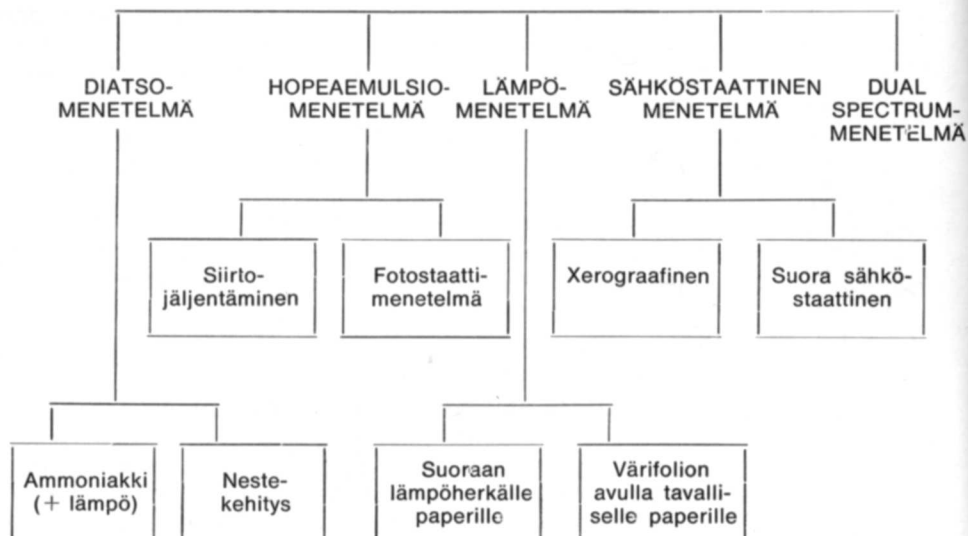 DIATSO-
MENETELMÄ
HOPEAEMULSIO-
MENETELMÄ
LÄMPÖ-
MENETELMÄ
SÄHKÖSTAATTINEN
MENETELMÄ
DUAL
SPECTRUM-
MENETELMÄ
Siirto-
jäljentäminen
Fotostaatti-
menetelmä
Xerograafinen
Suora sähkö-
staattinen
Ammoniakki
(+ lämpö)
Neste-
kehitys
Suoraan
lämpöherkälle
paperille
Värifolion
avulla tavalli-
selle paperille